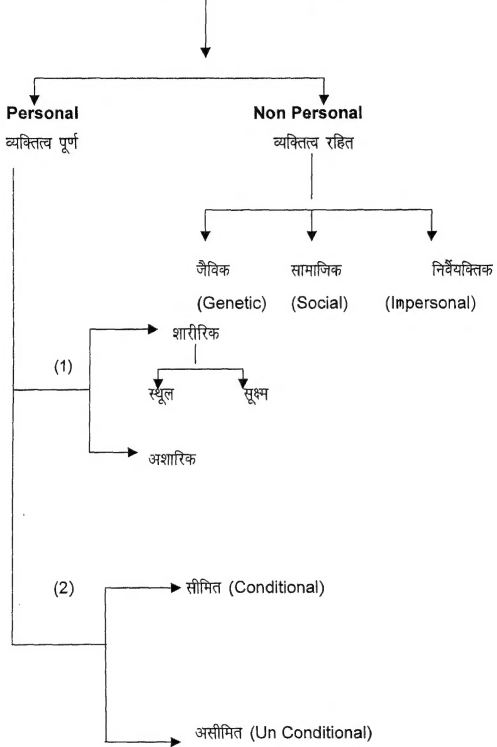 Personal Non Personal
व्यक्तित्व पूर्ण व्यक्तित्व रहित
जैविक सामाजिक निर्वैयक्तिक
(Genetic) (Social) (Impersonal)
शारीरिक
(1)
स्थूल सूक्ष्म
अशारिक
(2) सीमित (Conditional)
असीमित (Un Conditional)